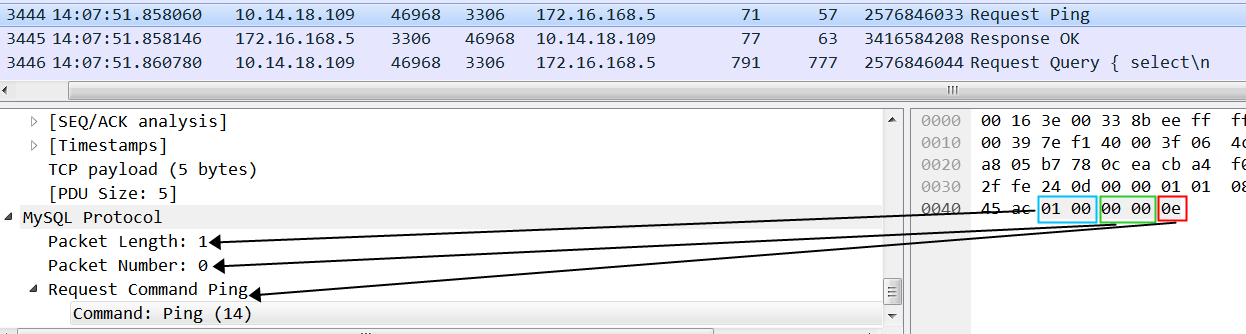 3444 14:07:51.858060 10.14.18.109 46968 3306 172.16.168.5 71 57 2576846033 Request Ping
3445 14:07:51.858146 172.16.168.5 3306 46968 10.14.18.109 77 63 3416584208 Response OK
3446 14:07:51.860780 10.14.18.109 46968 3306 172.16.168.5 791 777 2576846044 Request Query { select\n
[SEQ/ACK analysis]
[Timestamps]
TCP payload (5 bytes)
[PDU Size: 5]
MySQL Protocol
Packet Length: 1
Packet Number: 0
Request Command Ping
Command: Ping (14)
0000 00 16 3e 00 33 8b ee ff
0010 00 39 7e f1 40 00 3f 06
0020 a8 05 b7 78 0c ea cb a4
0030 2f fe 24 0d 00 00 01 01 08
0040 45 ac 01 00 00 00 0e